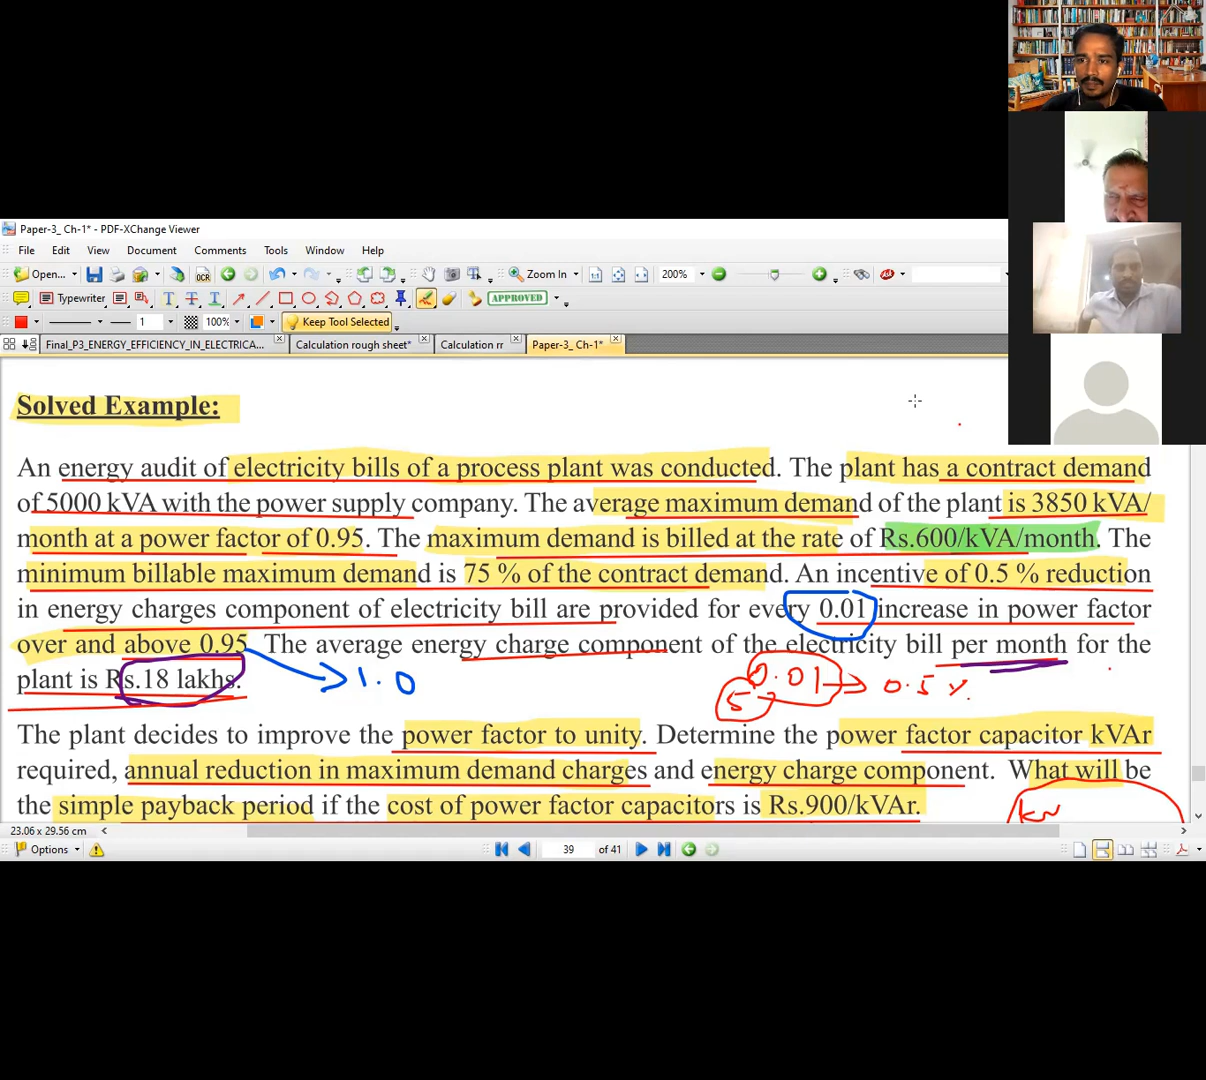 Paper-3_ Ch-1* - PDF-XChange Viewer
File Edit View Document Comments Tools Window Help
Open... OCR Zoom In 200%
Typewriter APPROVED
1 100% Keep Tool Selected
Final_P3_ENERGY_EFFICIENCY_IN_ELECTRICA... Calculation rough sheet* Calculation rr Paper-3_ Ch-1*
Solved Example:
An energy audit of electricity bills of a process plant was conducted. The plant has a contract demand
of 5000 kVA with the power supply company. The average maximum demand of the plant is 3850 kVA/
month at a power factor of 0.95. The maximum demand is billed at the rate of Rs.600/kVA/month. The
minimum billable maximum demand is 75 % of the contract demand. An incentive of 0.5 % reduction
in energy charges component of electricity bill are provided for every 0.01 increase in power factor
over and above 0.95. The average energy charge component of the electricity bill per month for the
plant is Rs.18 lakhs. 1.0 0.01 0.5 %
5
The plant decides to improve the power factor to unity. Determine the power factor capacitor kVAr
required, annual reduction in maximum demand charges and energy charge component. What will be
the simple payback period if the cost of power factor capacitors is Rs.900/kVAr.
23.06 x 29.56 cm
Options 39 of 41